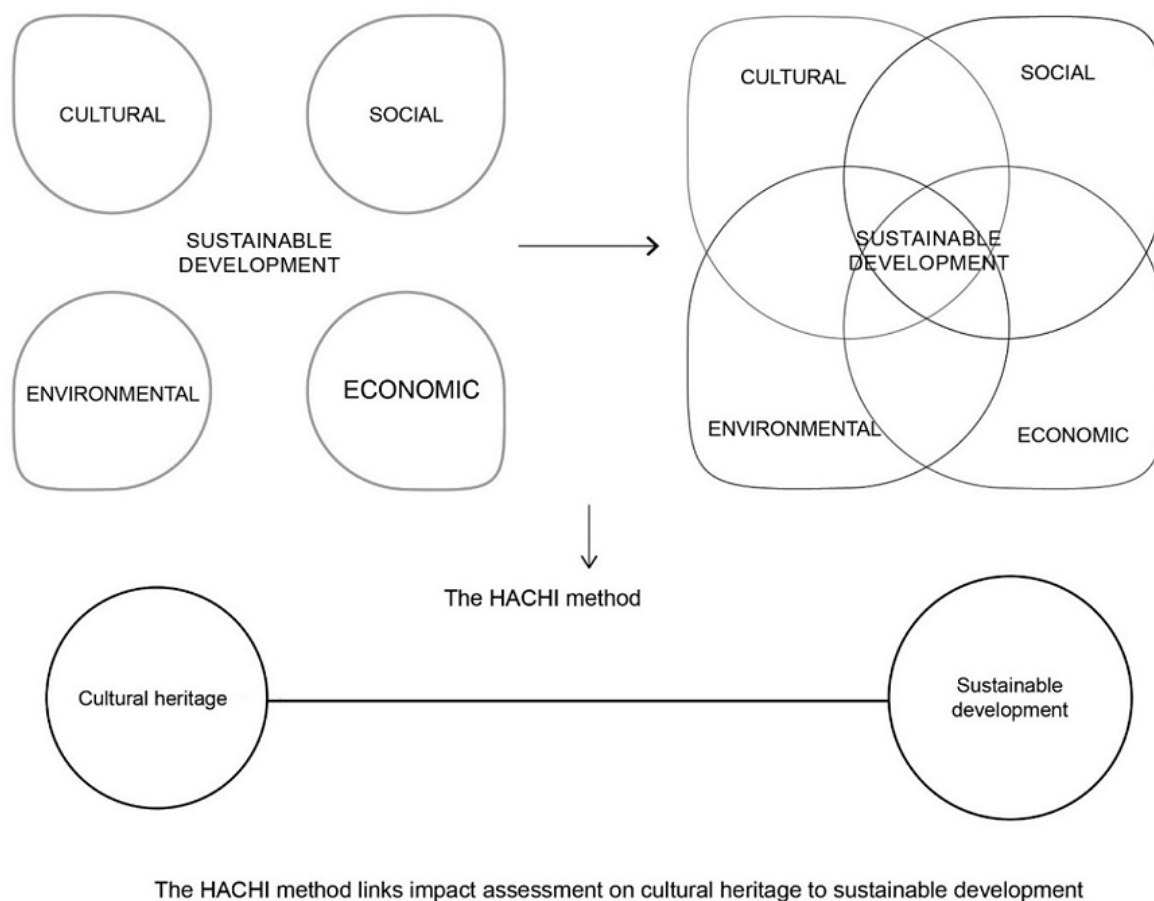 CULTURAL
SOCIAL
SUSTAINABLE
DEVELOPMENT
ENVIRONMENTAL
ECONOMIC
CULTURAL
SOCIAL
SUSTAINABLE
DEVELOPMENT
ENVIRONMENTAL
ECONOMIC
The HACHI method
Cultural heritage
Sustainable
development
The HACHI method links impact assessment on cultural heritage to sustainable development